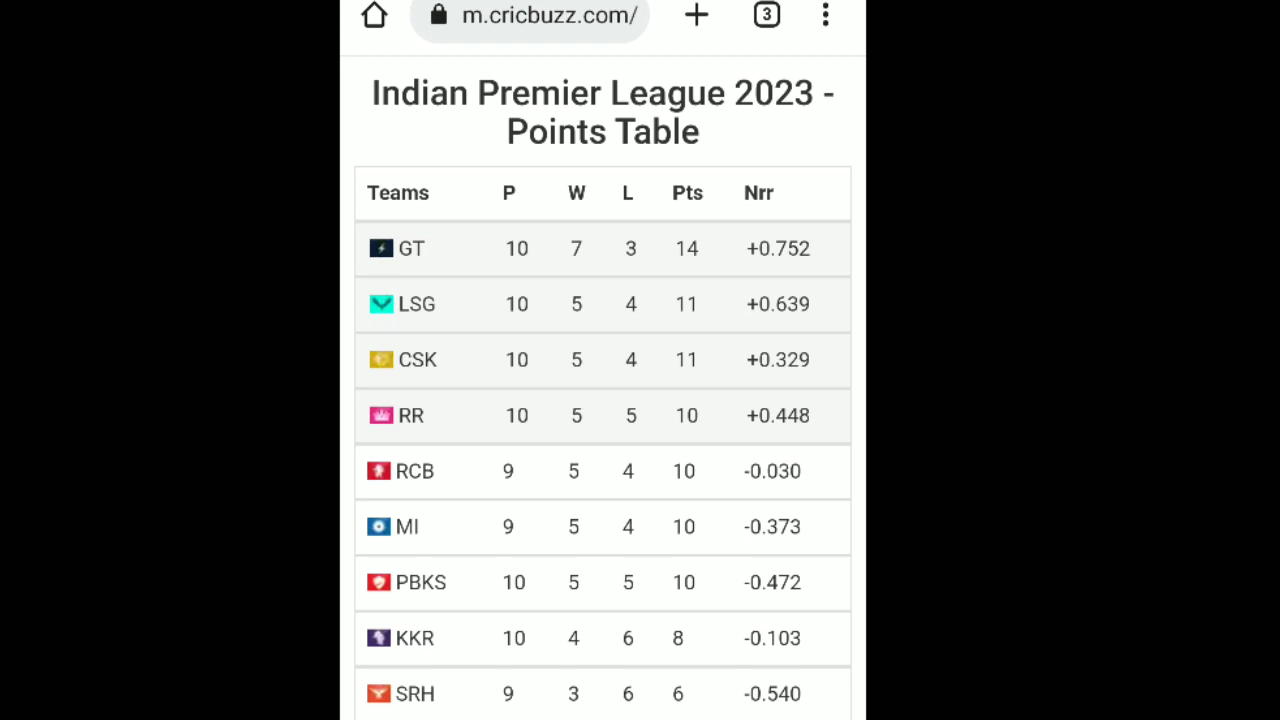 m.cricbuzz.com/ 3
Indian Premier League 2023 -
Points Table
Teams P W L Pts Nrr
GT 10 7 3 14 +0.752
LSG 10 5 4 11 +0.639
CSK 10 5 4 11 +0.329
RR 10 5 5 10 +0.448
RCB 9 5 4 10 -0.030
MI 9 5 4 10 -0.373
PBKS 10 5 5 10 -0.472
KKR 10 4 6 8 -0.103
SRH 9 3 6 6 -0.540